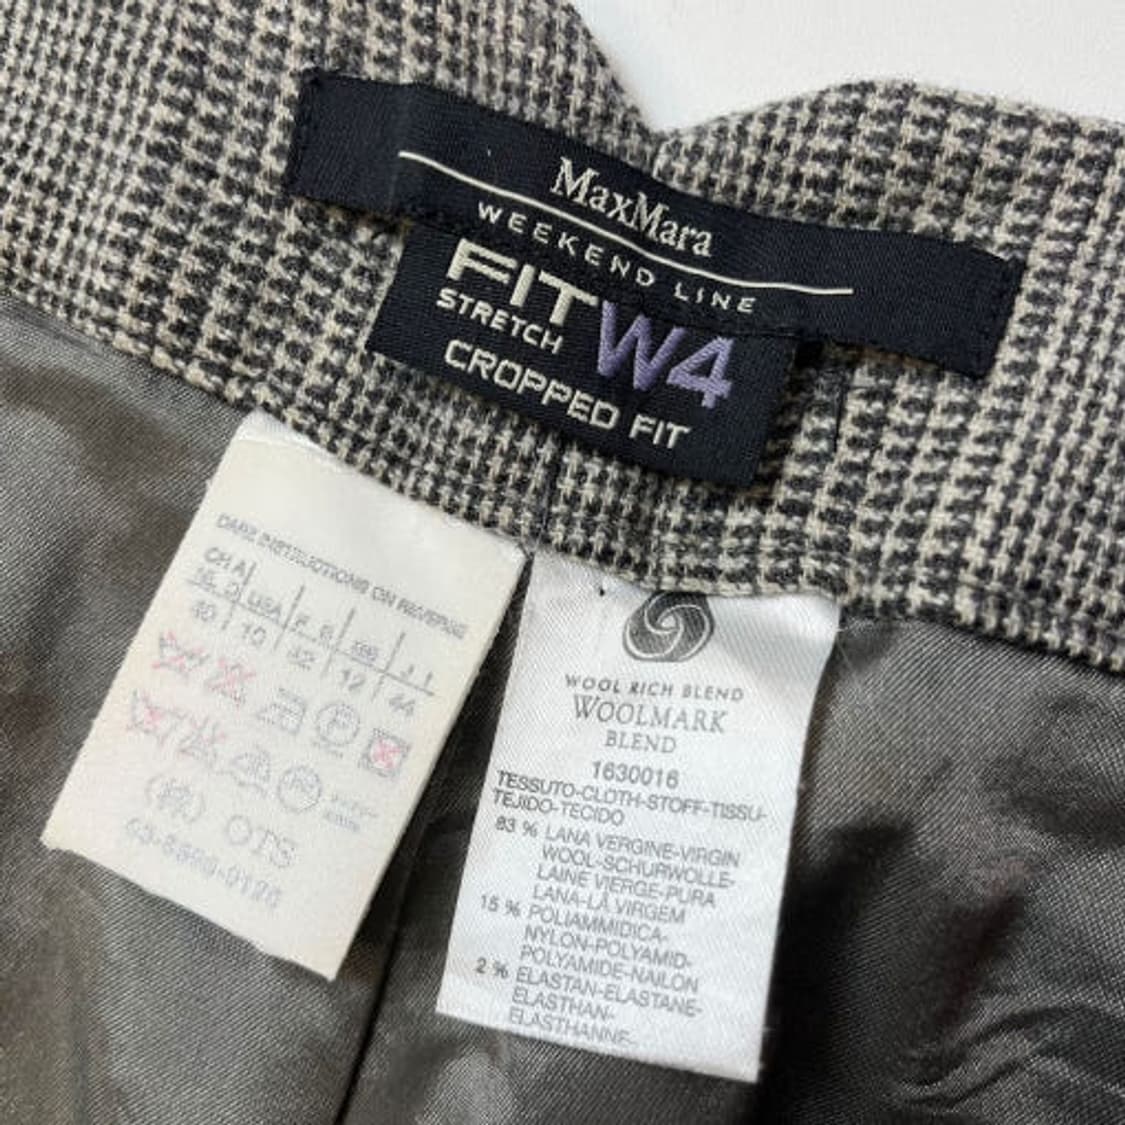 MaxMara
WEEKEND LINE
FIT W4
STRETCH
CROPPED FIT
CARE INSTRUCTIONS ON REVERSE
USA
40 10 42 12 44
P
(株) OTS
WOOL RICH BLEND
WOOLMARK
BLEND
1630016
TESSUTO-CLOTH-STOFF-TISSU-
TEJIDO-TECIDO
83 % LANA VERGINE-VIRGIN
WOOL-SCHURWOLLE-
LAINE VIERGE-PURA
LANA-LÃ VIRGEM
15 % POLIAMMIDICA-
NYLON-POLYAMID-
POLYAMIDE-NAILON
2 % ELASTAN-ELASTANE-
ELASTHAN-
ELASTHANNE-